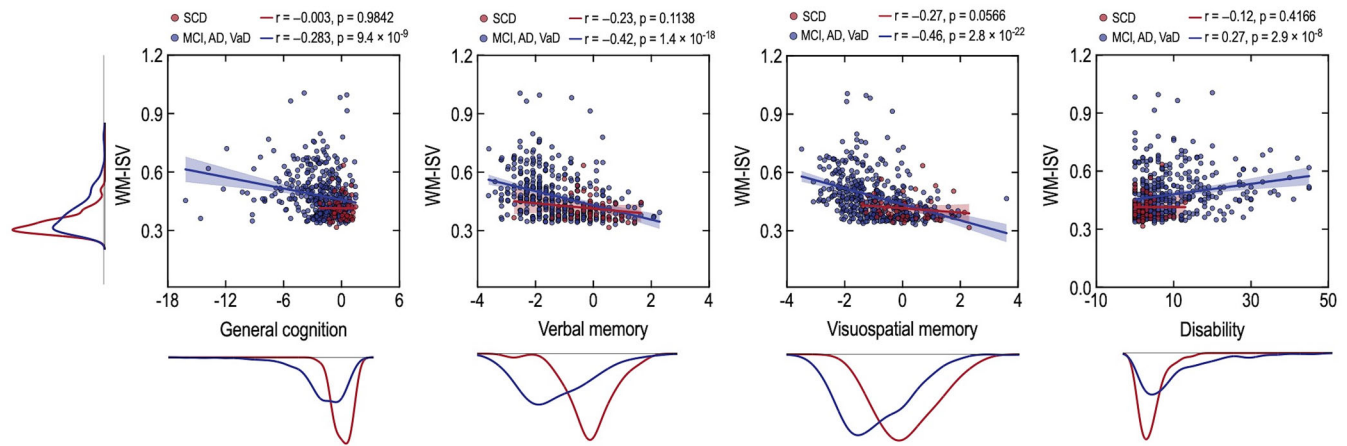 SCD r = −0.003, p = 0.9842
MCI, AD, VaD r = −0.283, p = 9.4 × 10⁻⁹
1.2
0.9
0.6
0.3
WM-ISV
-18 -12 -6 0 6
General cognition
SCD r = −0.23, p = 0.1138
MCI, AD, VaD r = −0.42, p = 1.4 × 10⁻¹⁸
1.2
0.9
0.6
0.3
WM-ISV
-4 -2 0 2 4
Verbal memory
SCD r = −0.27, p = 0.0566
MCI, AD, VaD r = −0.46, p = 2.8 × 10⁻²²
1.2
0.9
0.6
0.3
WM-ISV
-4 -2 0 2 4
Visuospatial memory
SCD r = −0.12, p = 0.4166
MCI, AD, VaD r = 0.27, p = 2.9 × 10⁻⁸
1.2
0.9
0.6
0.3
0.0
WM-ISV
-10 10 30 50
Disability